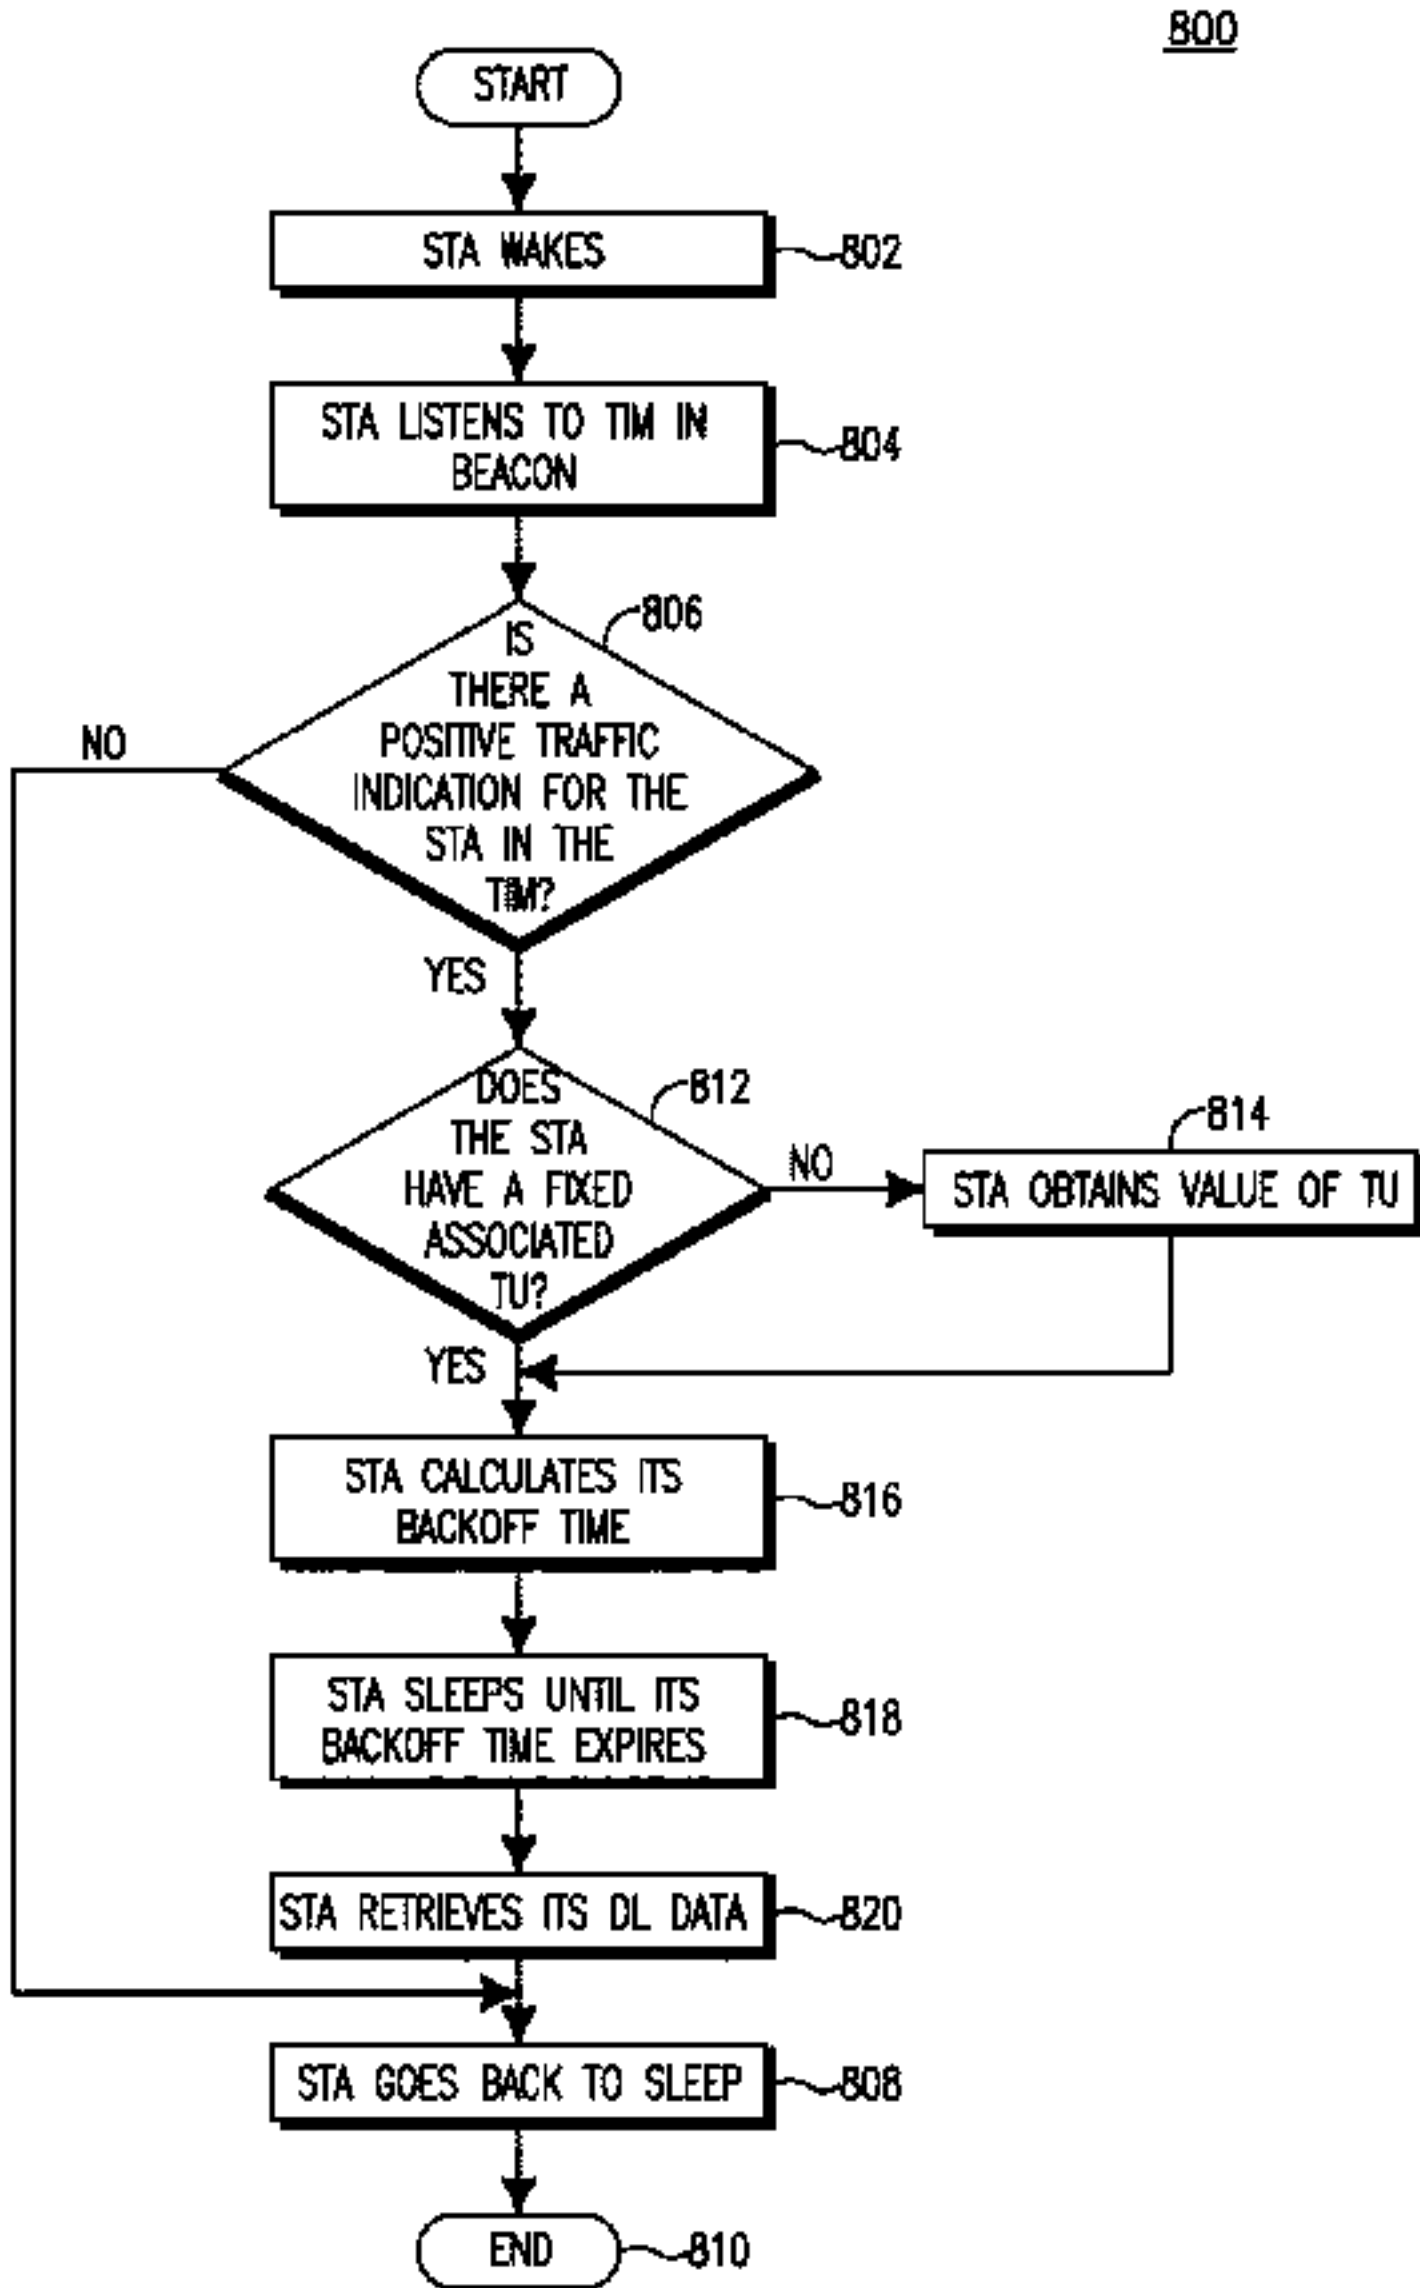 800
START
STA WAKES
802
STA LISTENS TO TIM IN
BEACON
804
806
IS
THERE A
POSITIVE TRAFFIC
INDICATION FOR THE
STA IN THE
TIM?
NO
YES
812
DOES
THE STA
HAVE A FIXED
ASSOCIATED
TU?
NO
814
STA OBTAINS VALUE OF TU
YES
STA CALCULATES ITS
BACKOFF TIME
816
STA SLEEPS UNTIL ITS
BACKOFF TIME EXPIRES
818
STA RETRIEVES ITS DL DATA
820
STA GOES BACK TO SLEEP
808
END
810